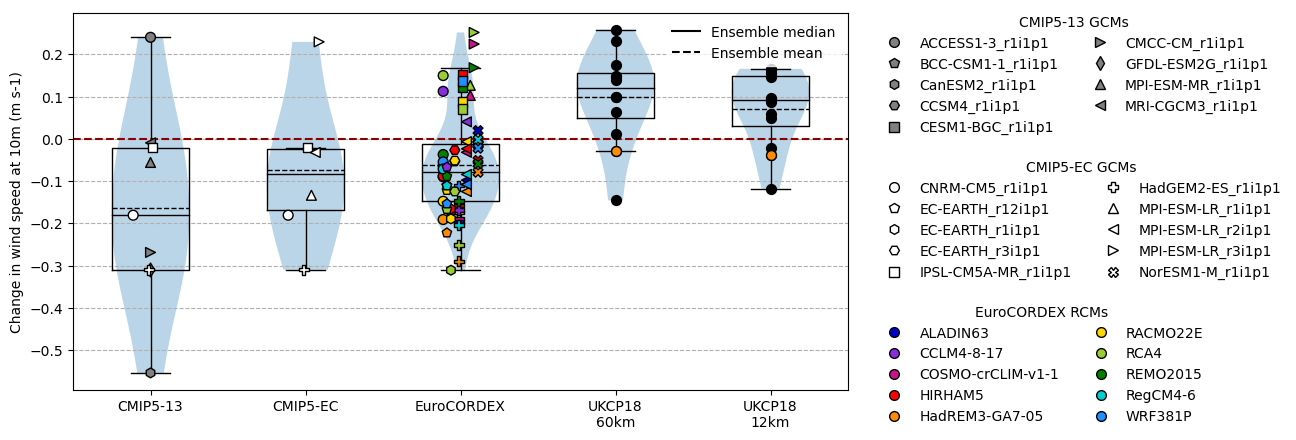 Change in wind speed at 10m (m s-1)
0.2
0.1
0.0
−0.1
−0.2
−0.3
−0.4
−0.5
Ensemble median
Ensemble mean
CMIP5-13
CMIP5-EC
EuroCORDEX
UKCP18
60km
UKCP18
12km
CMIP5-13 GCMs
ACCESS1-3_r1i1p1
BCC-CSM1-1_r1i1p1
CanESM2_r1i1p1
CCSM4_r1i1p1
CESM1-BGC_r1i1p1
CMCC-CM_r1i1p1
GFDL-ESM2G_r1i1p1
MPI-ESM-MR_r1i1p1
MRI-CGCM3_r1i1p1
CMIP5-EC GCMs
CNRM-CM5_r1i1p1
EC-EARTH_r12i1p1
EC-EARTH_r1i1p1
EC-EARTH_r3i1p1
IPSL-CM5A-MR_r1i1p1
HadGEM2-ES_r1i1p1
MPI-ESM-LR_r1i1p1
MPI-ESM-LR_r2i1p1
MPI-ESM-LR_r3i1p1
NorESM1-M_r1i1p1
EuroCORDEX RCMs
ALADIN63
CCLM4-8-17
COSMO-crCLIM-v1-1
HIRHAM5
HadREM3-GA7-05
RACMO22E
RCA4
REMO2015
RegCM4-6
WRF381P